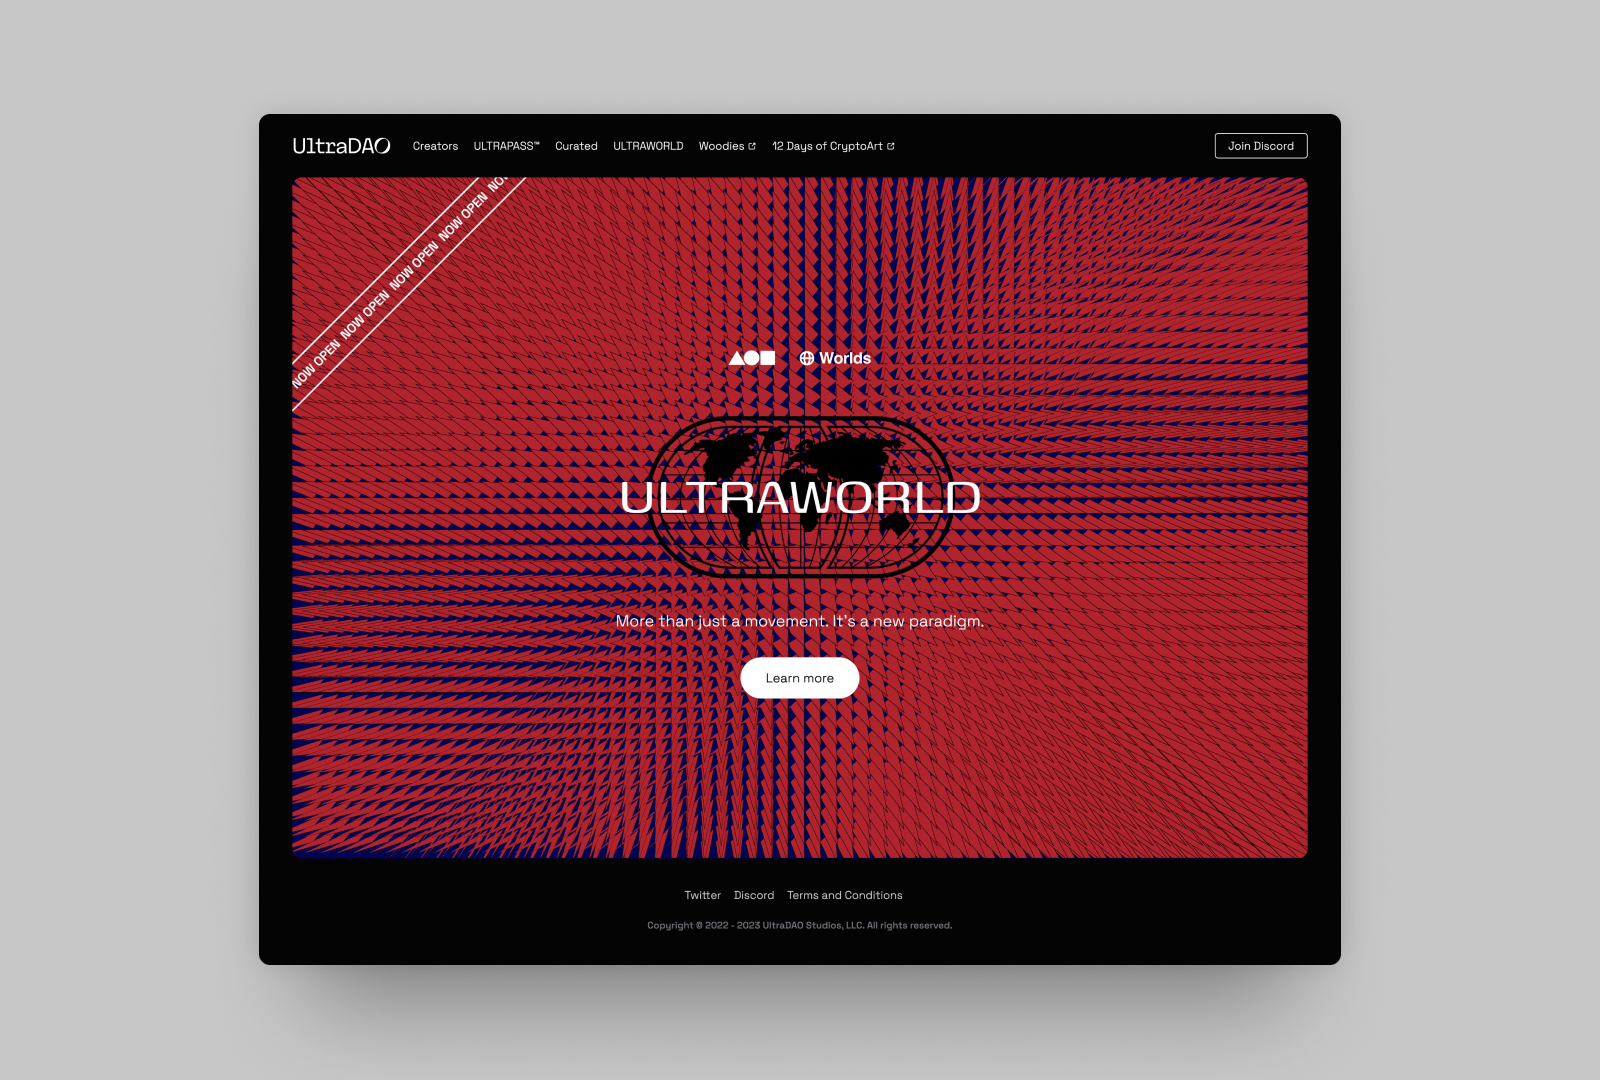 UltraDAO Creators ULTRAPASS™ Curated ULTRAWORLD Woodies 12 Days of CryptoArt Join Discord
NOW OPEN NOW OPEN NOW OPEN NOW OPEN NOW
Worlds
ULTRAWORLD
More than just a movement. It's a new paradigm.
Learn more
Twitter Discord Terms and Conditions
Copyright © 2022 - 2023 UltraDAO Studios, LLC. All rights reserved.